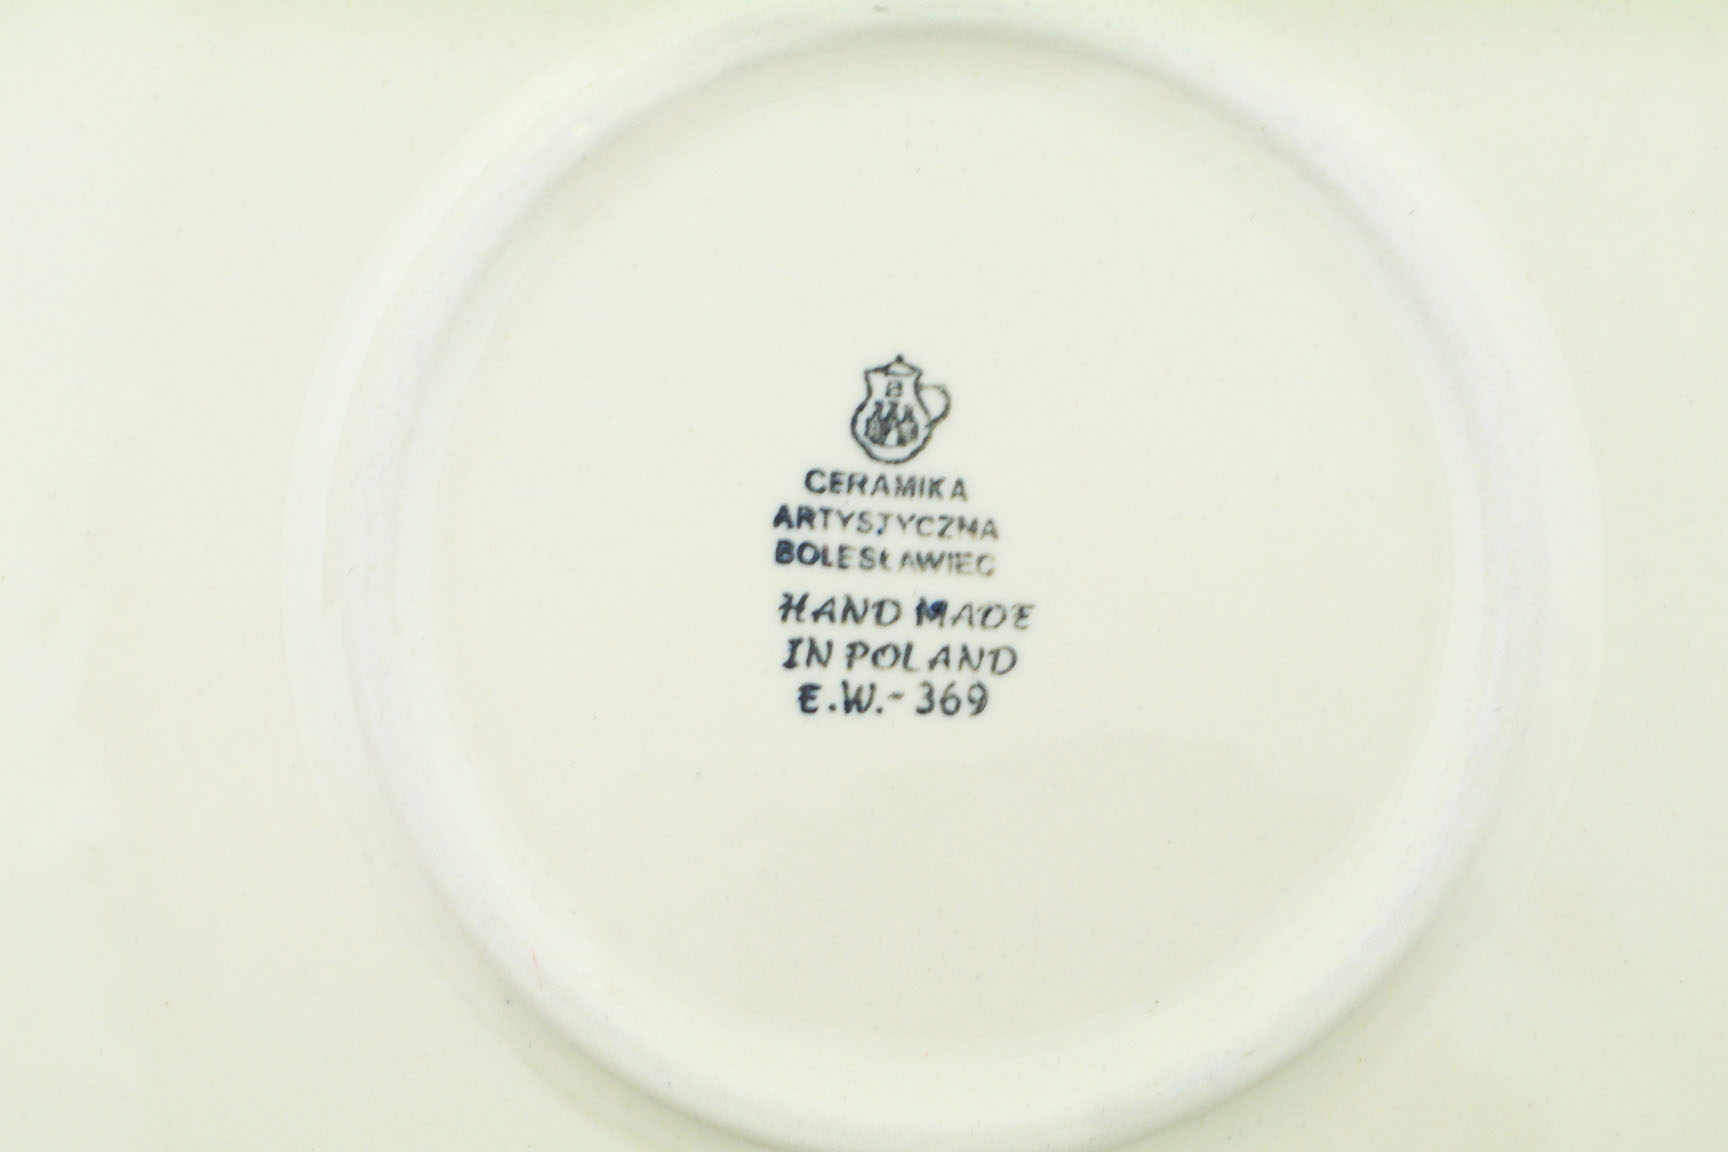 B
CERAMIKA
ARTYSTYCZNA
BOLESŁAWIEC
HAND MADE
IN POLAND
E.W.- 369